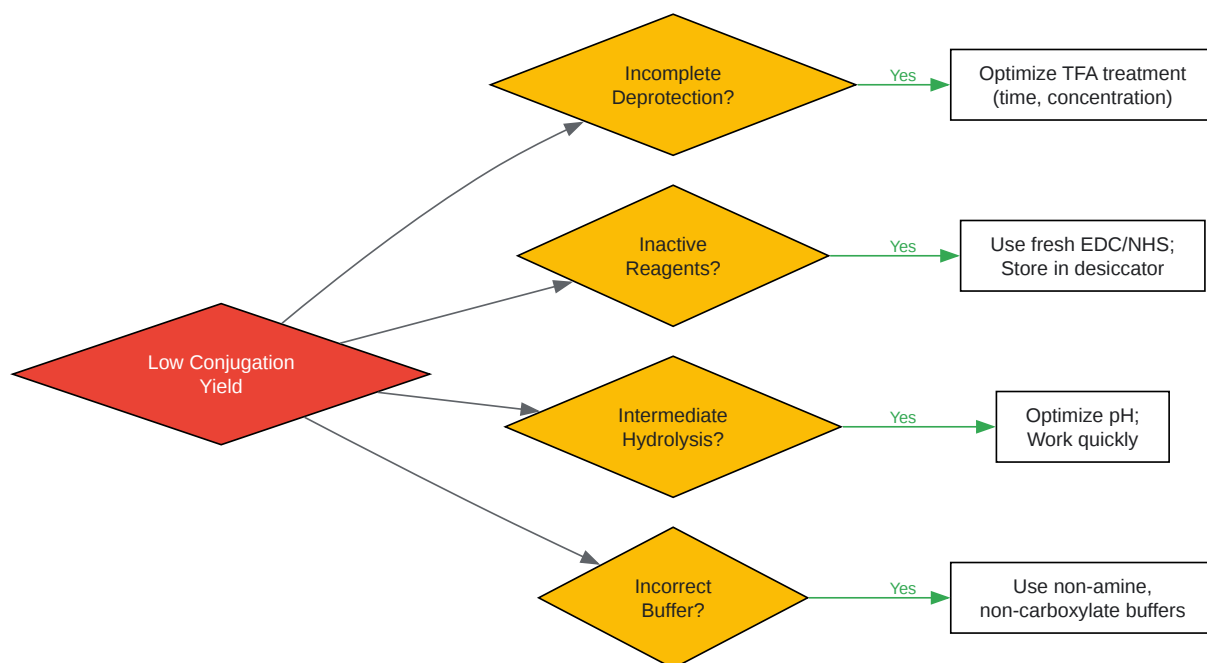 Incomplete
Deprotection?
Yes
Optimize TFA treatment
(time, concentration)
Inactive
Reagents?
Yes
Use fresh EDC/NHS;
Store in desiccator
Low Conjugation
Yield
Intermediate
Hydrolysis?
Yes
Optimize pH;
Work quickly
Incorrect
Buffer?
Yes
Use non-amine,
non-carboxylate buffers